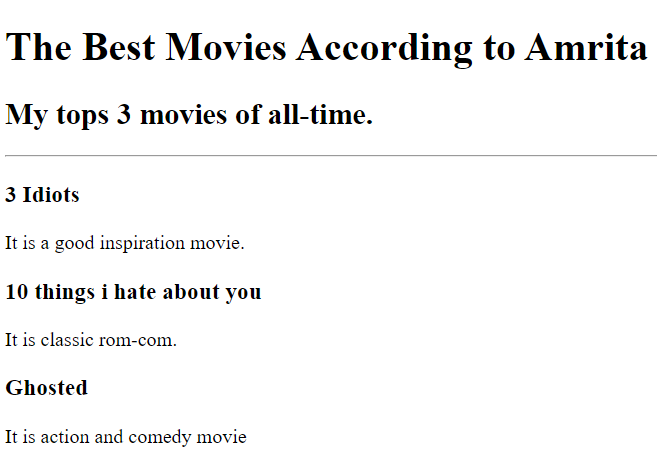 The Best Movies According to Amrita
My tops 3 movies of all-time.
3 Idiots
It is a good inspiration movie.
10 things i hate about you
It is classic rom-com.
Ghosted
It is action and comedy movie